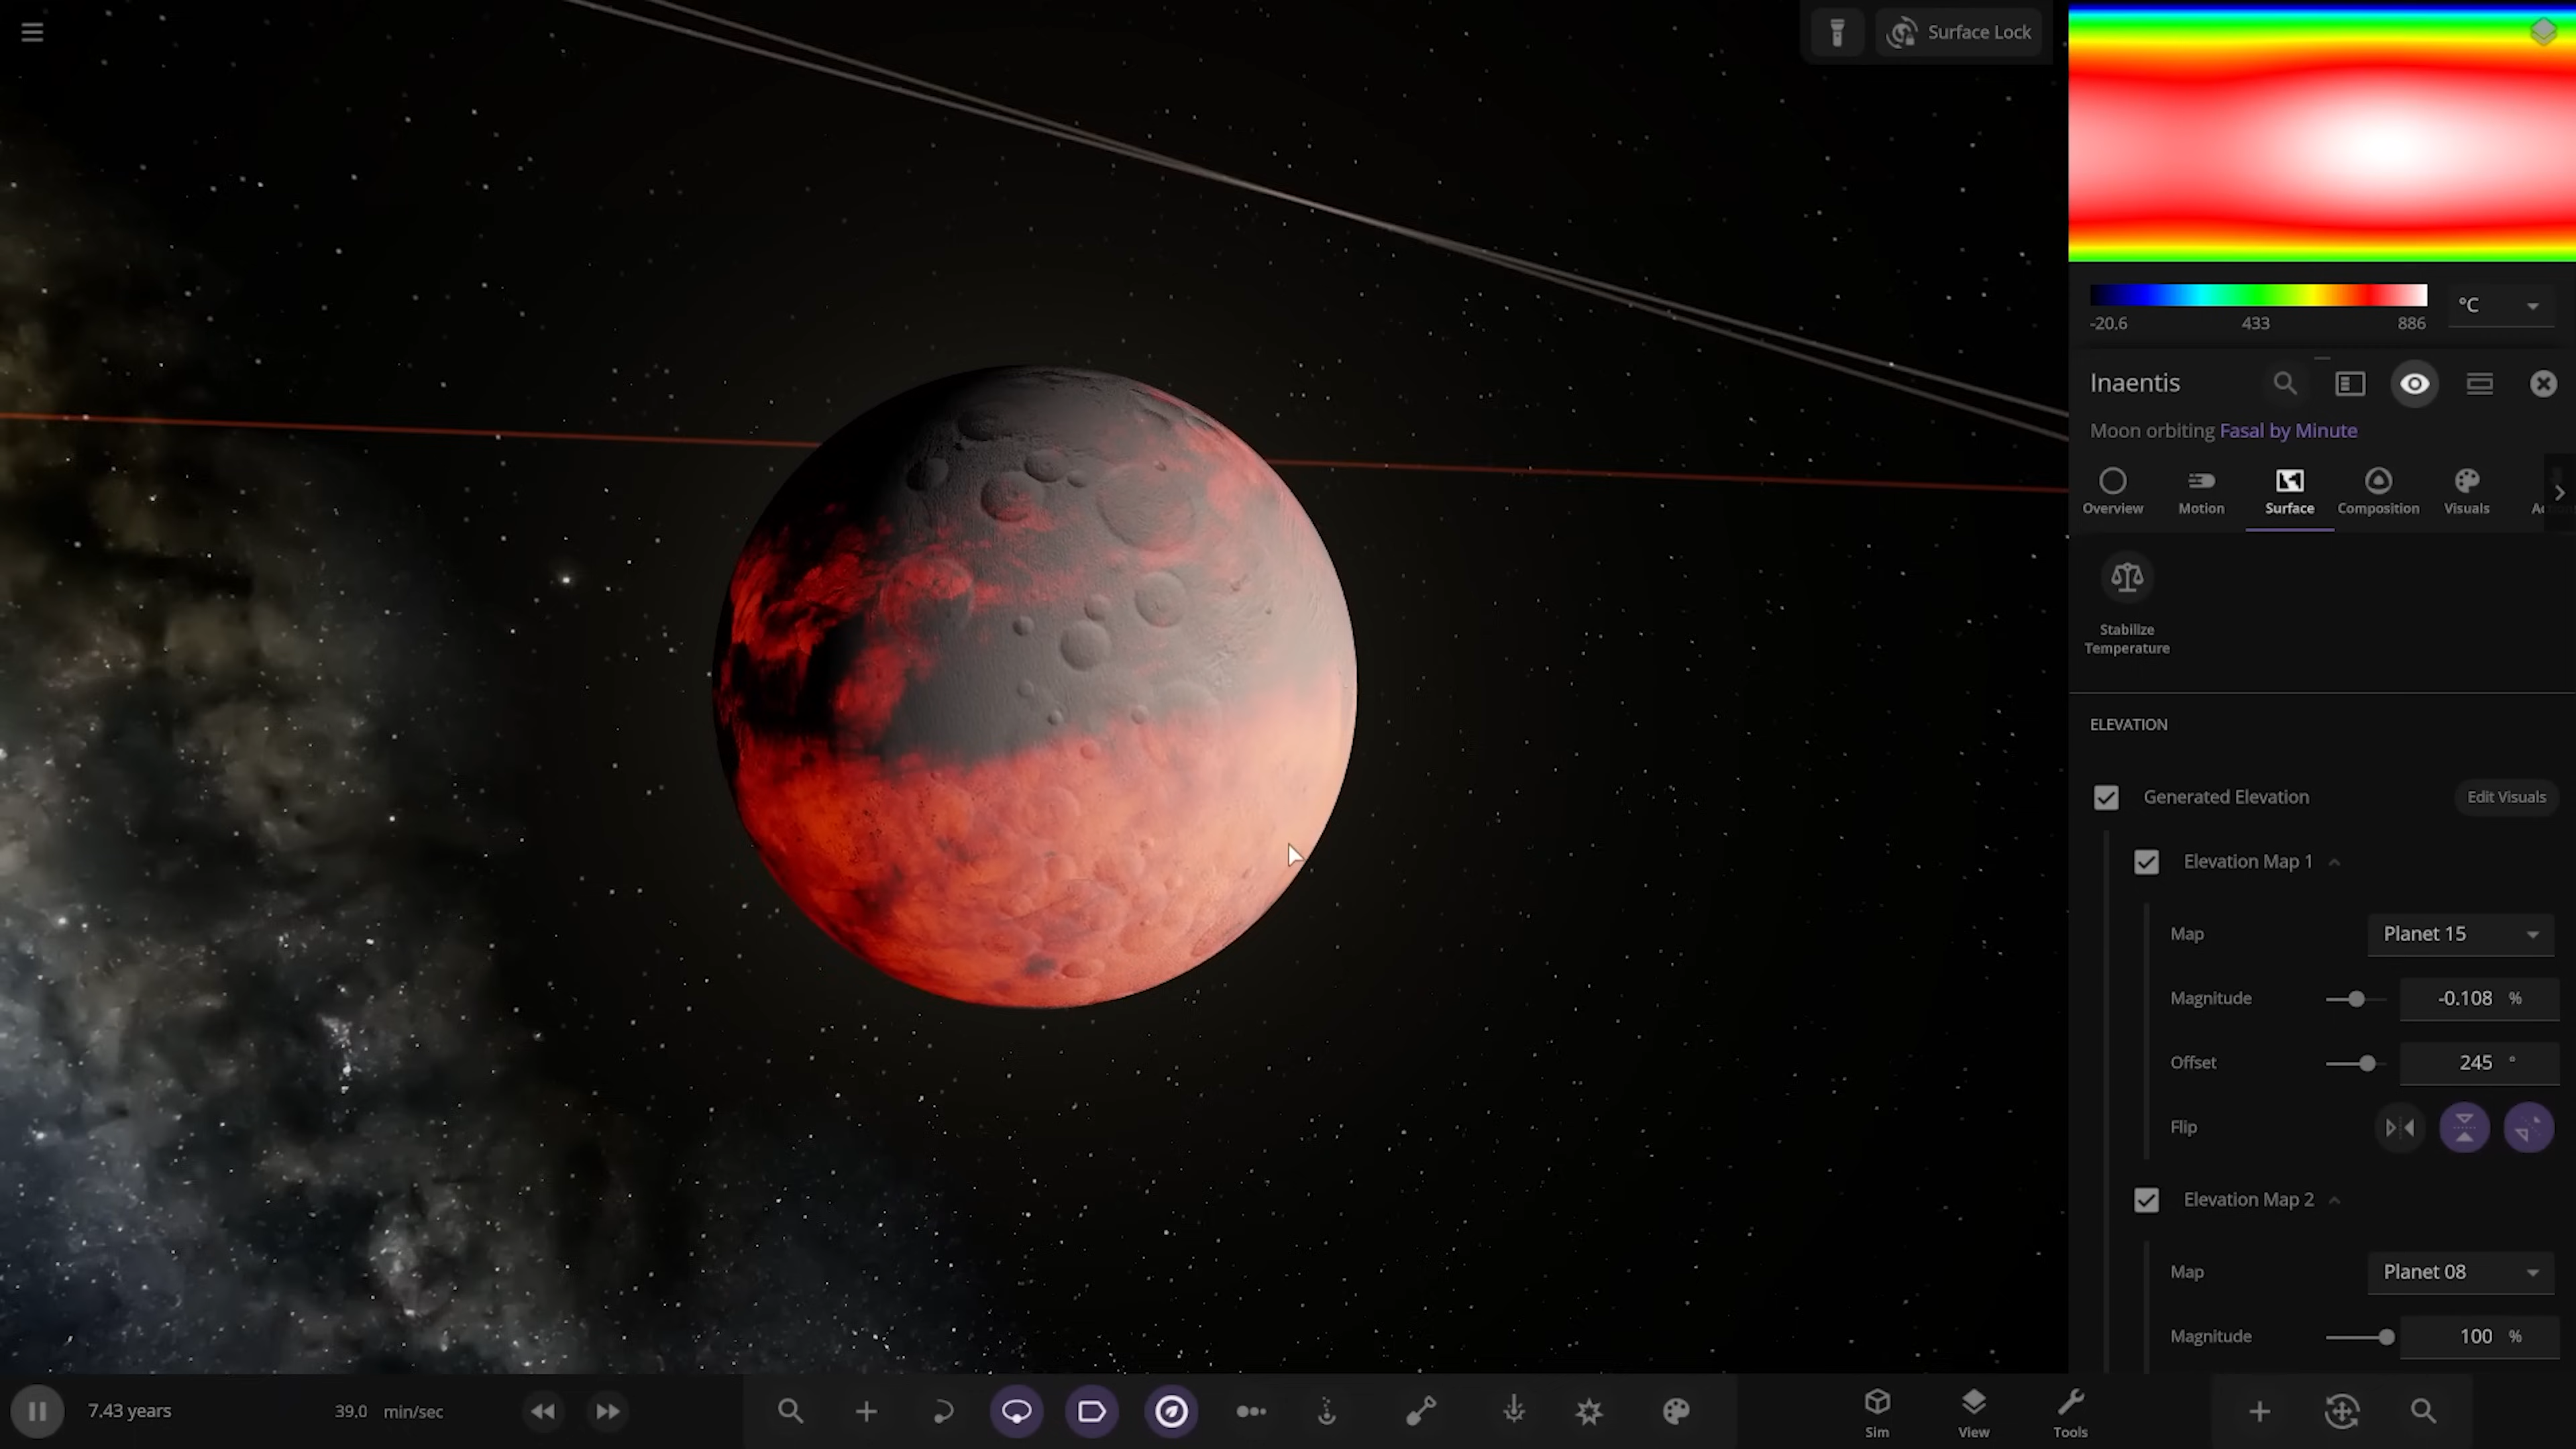 Surface Lock
-20.6 433 886 °C
Inaentis
Moon orbiting Fasal by Minute
Overview Motion Surface Composition Visuals
Stabilize
Temperature
ELEVATION
Generated Elevation Edit Visuals
Elevation Map 1
Map Planet 15
Magnitude -0.108 %
Offset 245 °
Flip
Elevation Map 2
Map Planet 08
Magnitude 100 %
7.43 years 39.0 min/sec
Sim View Tools